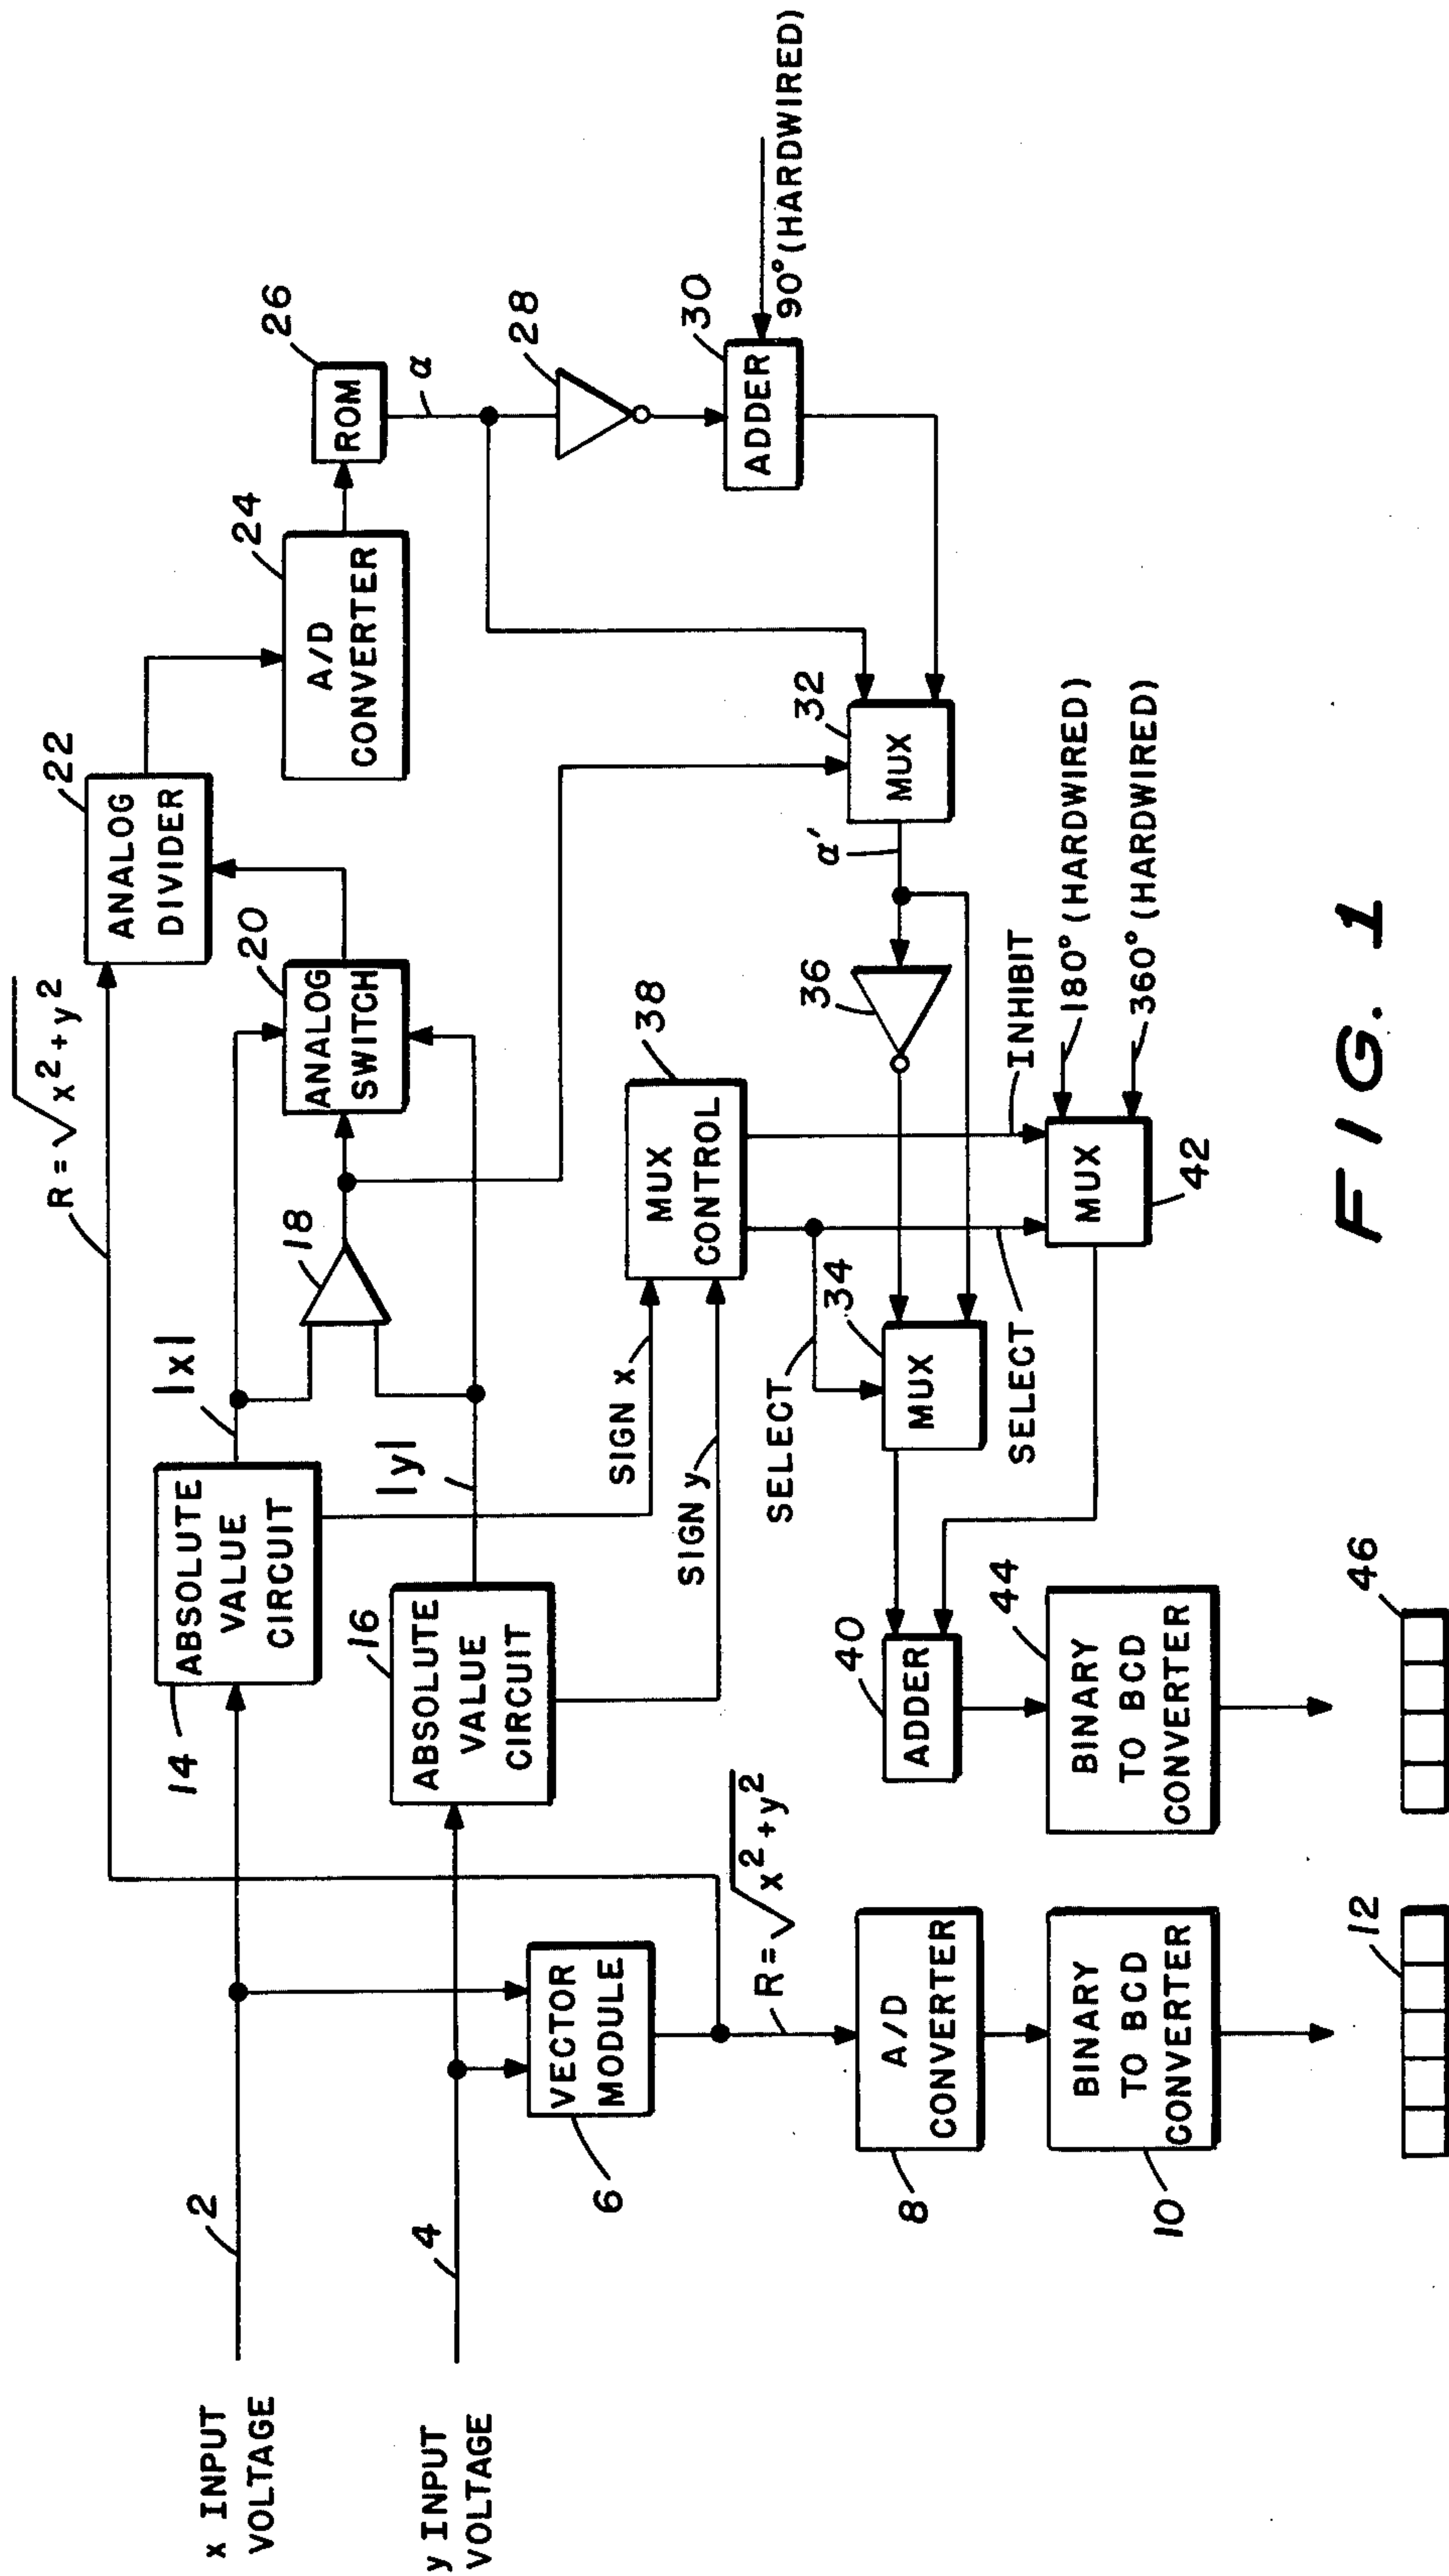 x INPUT
VOLTAGE
2
y INPUT
VOLTAGE
4
VECTOR
MODULE
6
R = √x²+y²
A/D
CONVERTER
8
BINARY
TO BCD
CONVERTER
10
12
R = √x²+y²
14
ABSOLUTE
VALUE
CIRCUIT
|x|
16
ABSOLUTE
VALUE
CIRCUIT
|y|
18
20
ANALOG
SWITCH
22
ANALOG
DIVIDER
24
A/D
CONVERTER
26
ROM
α
28
30
ADDER
90° (HARDWIRED)
32
MUX
α'
SIGN x
SIGN y
38
MUX
CONTROL
36
SELECT
34
MUX
SELECT
INHIBIT
180° (HARDWIRED)
360° (HARDWIRED)
MUX
42
40
ADDER
44
BINARY
TO BCD
CONVERTER
46
FIG. 1